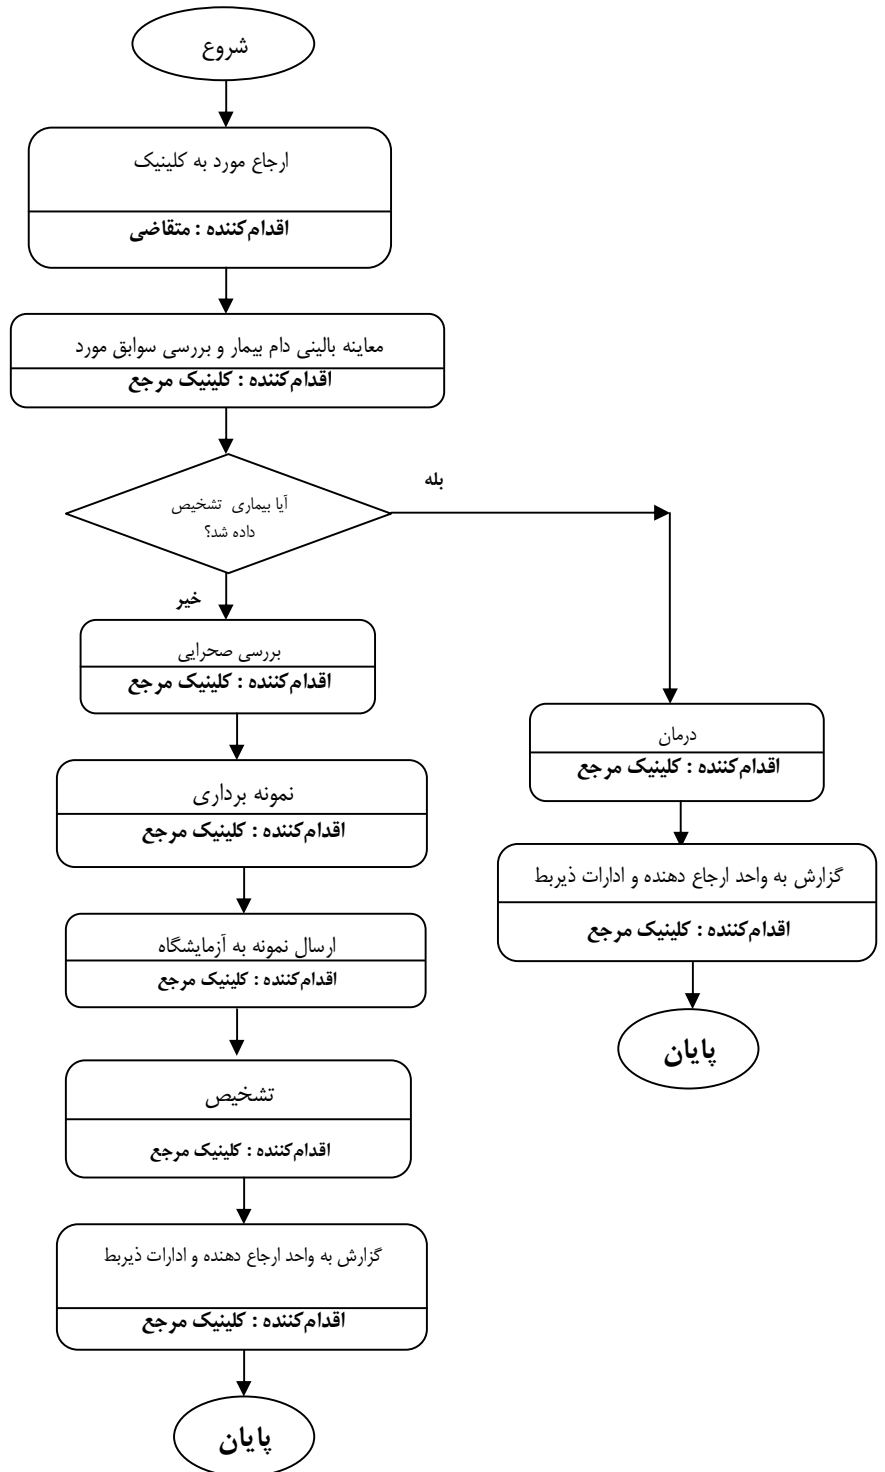 شروع
ارجاع مورد به کلینیک
اقدام‌کننده : متقاضی
معاینه بالینی دام بیمار و بررسی سوابق مورد
اقدام‌کننده : کلینیک مرجع
آیا بیماری تشخیص
داده شد؟
بله
خیر
بررسی صحرایی
اقدام‌کننده : کلینیک مرجع
نمونه برداری
اقدام‌کننده : کلینیک مرجع
ارسال نمونه به آزمایشگاه
اقدام‌کننده : کلینیک مرجع
تشخیص
اقدام‌کننده : کلینیک مرجع
گزارش به واحد ارجاع دهنده و ادارات ذیربط
اقدام‌کننده : کلینیک مرجع
پایان
درمان
اقدام‌کننده : کلینیک مرجع
گزارش به واحد ارجاع دهنده و ادارات ذیربط
اقدام‌کننده : کلینیک مرجع
پایان